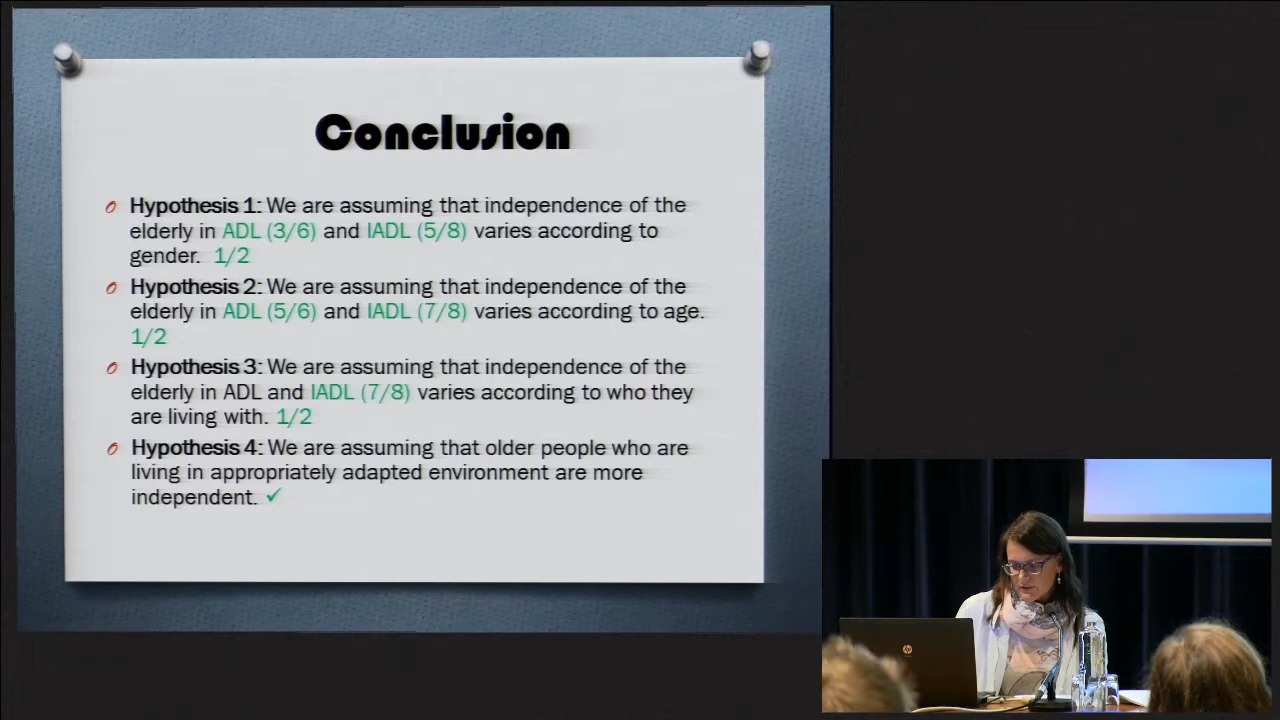 Conclusion
Hypothesis 1: We are assuming that independence of the
elderly in ADL (3/6) and IADL (5/8) varies according to
gender. 1/2
Hypothesis 2: We are assuming that independence of the
elderly in ADL (5/6) and IADL (7/8) varies according to age.
1/2
Hypothesis 3: We are assuming that independence of the
elderly in ADL and IADL (7/8) varies according to who they
are living with. 1/2
Hypothesis 4: We are assuming that older people who are
living in appropriately adapted environment are more
independent. ✓
hp